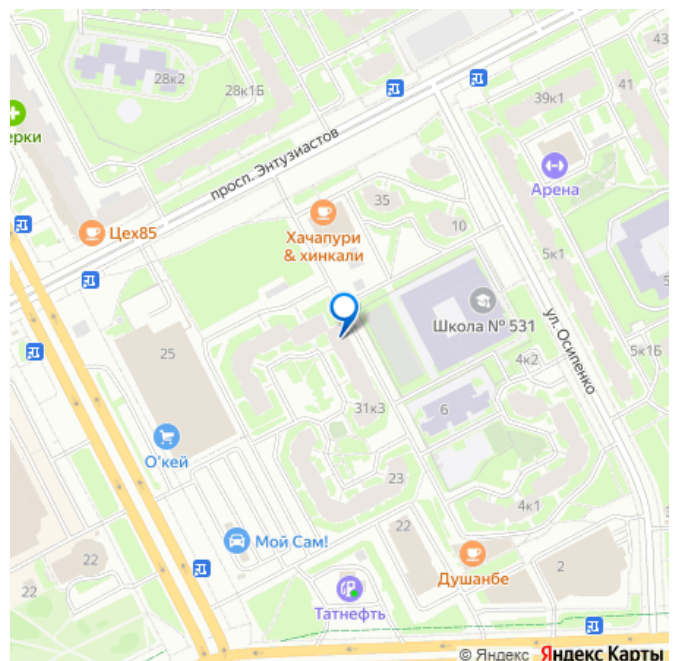 43
28к2
28к1Б
41
39к1
ерки
просп. Энтузиастов
Арена
35
10
Цех85
Хачапури
& хинкали
5к1
Школа № 531
ул. Осипенко
25
4к2
5к1Б
31к3
6
О'кей
23
4к1
22
Мой Сам!
22
Душанбе
2
22
Татнефть
© Яндекс Яндекс Карты